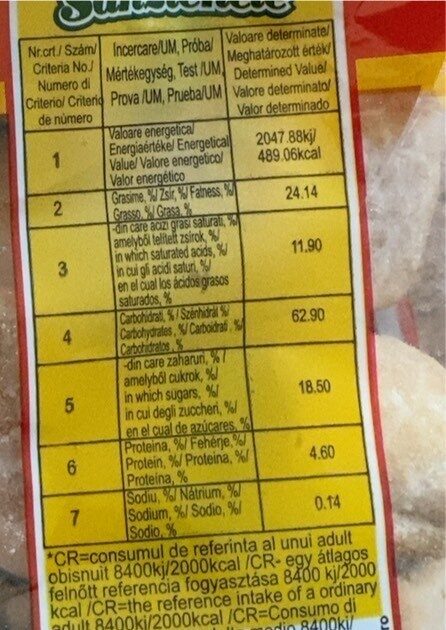 Nr.crt./ Szám/
Criteria No./
Numero di
Criterio/ Criterio
de número
Incercare/UM, Próba/
Mértékegység, Test /UM,
Prova /UM, Prueba/UM
Valoare determinate/
Meghatározott érték/
Determined Value/
Valore determinato/
Valor determinado
1
Valoare energetica/
Energiaértéke/ Energetical
Value/ Valore energetico/
Valor energético
2047.88kj/
489.06kcal
2
Grasime, %/ Zsír, %/ Fatness, %/
Grasso, %/ Grasa, %
24.14
3
-din care acizi grasi saturati, %/
amelyből telített zsírok, %/
in which saturated acids, %/
in cui gli acidi saturi, %/
en el cual los ácidos grasos
saturados, %
11.90
4
Carbohidrati, % / Szénhidrát %/
Carbohydrates, %/ Carboidrati, %/
Carbohidratos, %
62.90
5
-din care zaharuri, % /
amelyből cukrok, %/
in which sugars, %/
in cui degli zuccheri, %/
en el cual de azúcares, %
18.50
6
Proteina, %/ Fehérje,%/
Protein, %/ Proteina, %/
Proteína, %
4.60
7
Sodiu, %/ Nátrium, %/
Sodium, %/ Sodio, %/
Sodio, %
0.14
*CR=consumul de referinta al unui adult
obisnuit 8400kj/2000kcal /CR- egy átlagos
felnőtt referencia fogyasztása 8400 kj/2000
kcal /CR=the reference intake of a ordinary
adult 8400kj/2000kcal /CR=Consumo di
8400kj/